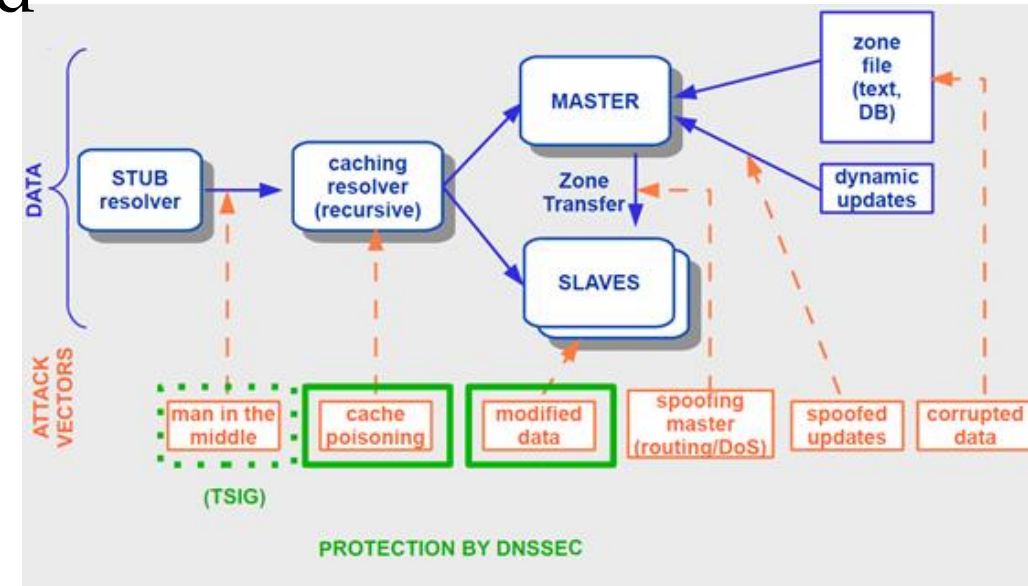 d
DATA
STUB
resolver
caching
resolver
(recursive)
MASTER
Zone
Transfer
SLAVES
zone
file
(text,
DB)
dynamic
updates
ATTACK
VECTORS
man in the
middle
cache
poisoning
modified
data
spoofing
master
(routing/DoS)
spoofed
updates
corrupted
data
(TSIG)
PROTECTION BY DNSSEC